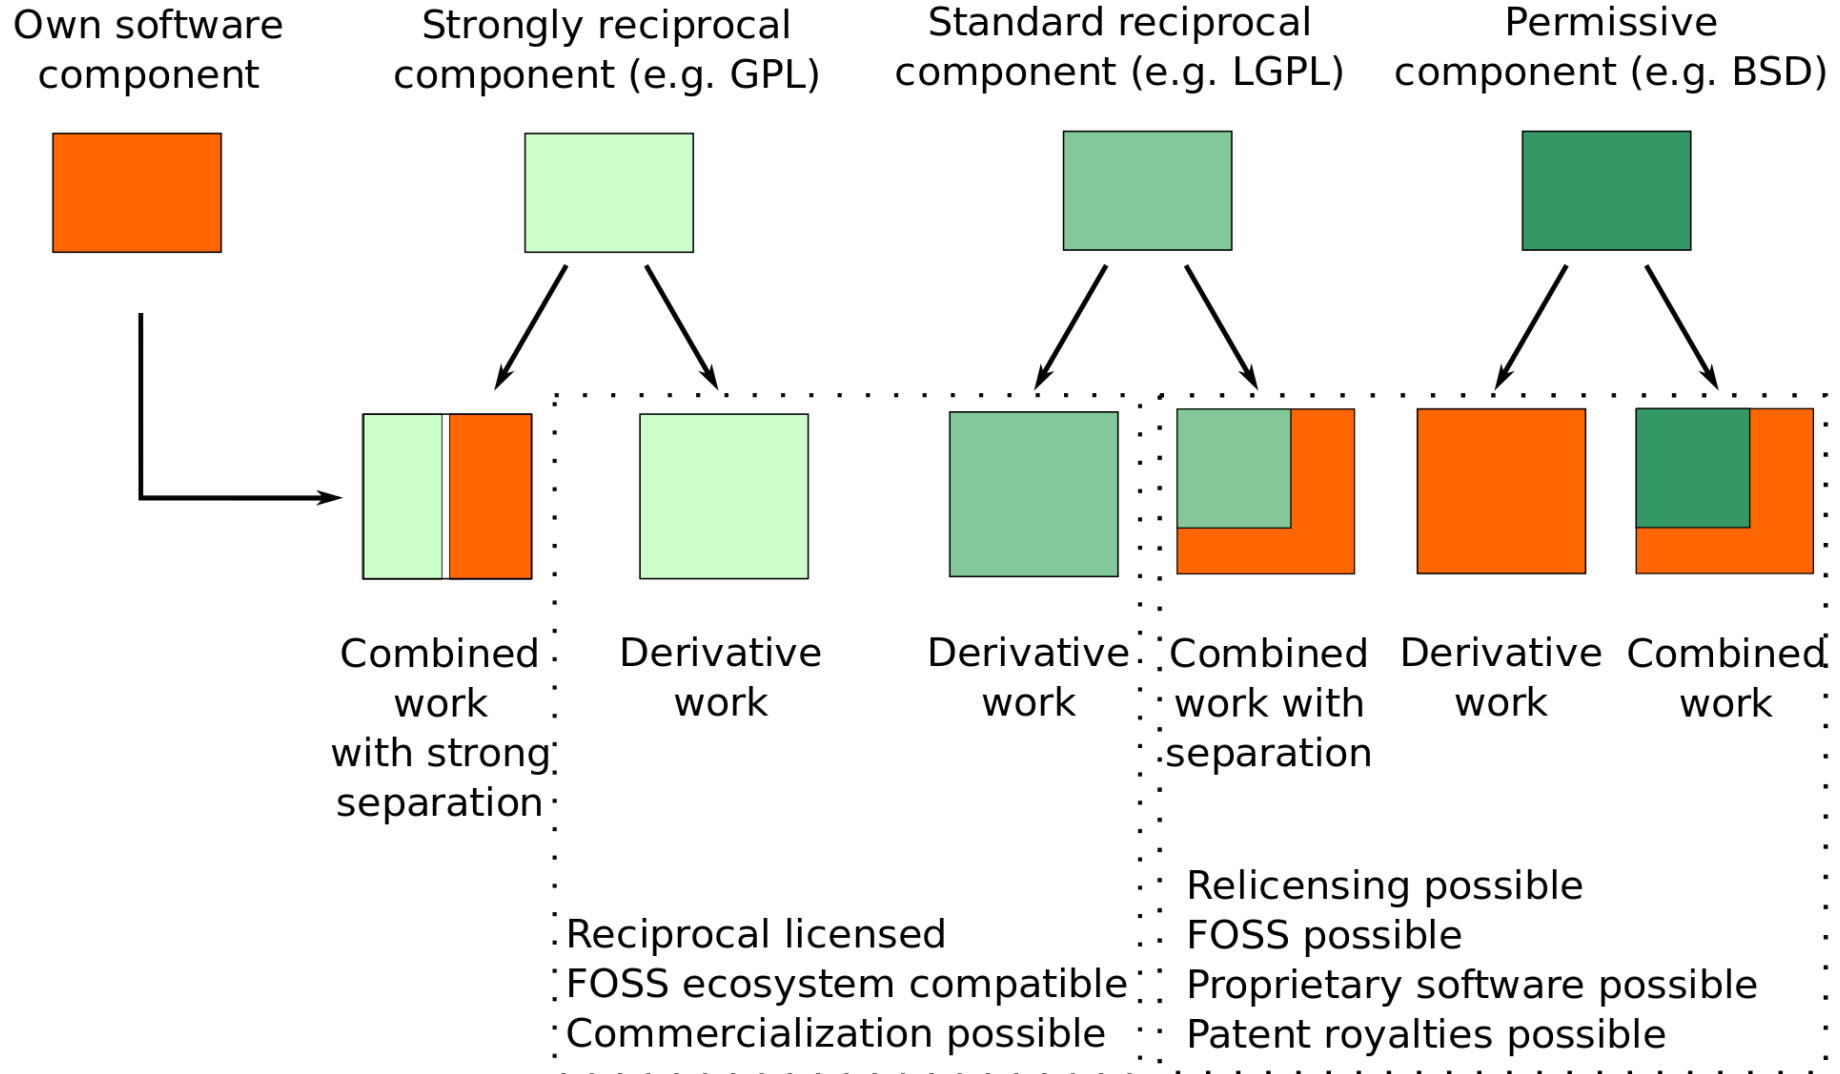 Own software
component
Strongly reciprocal
component (e.g. GPL)
Standard reciprocal
component (e.g. LGPL)
Permissive
component (e.g. BSD)
Combined
work
with strong
separation
Derivative
work
Derivative
work
Combined
work with
separation
Derivative
work
Combined
work
Reciprocal licensed
FOSS ecosystem compatible
Commercialization possible
Relicensing possible
FOSS possible
Proprietary software possible
Patent royalties possible